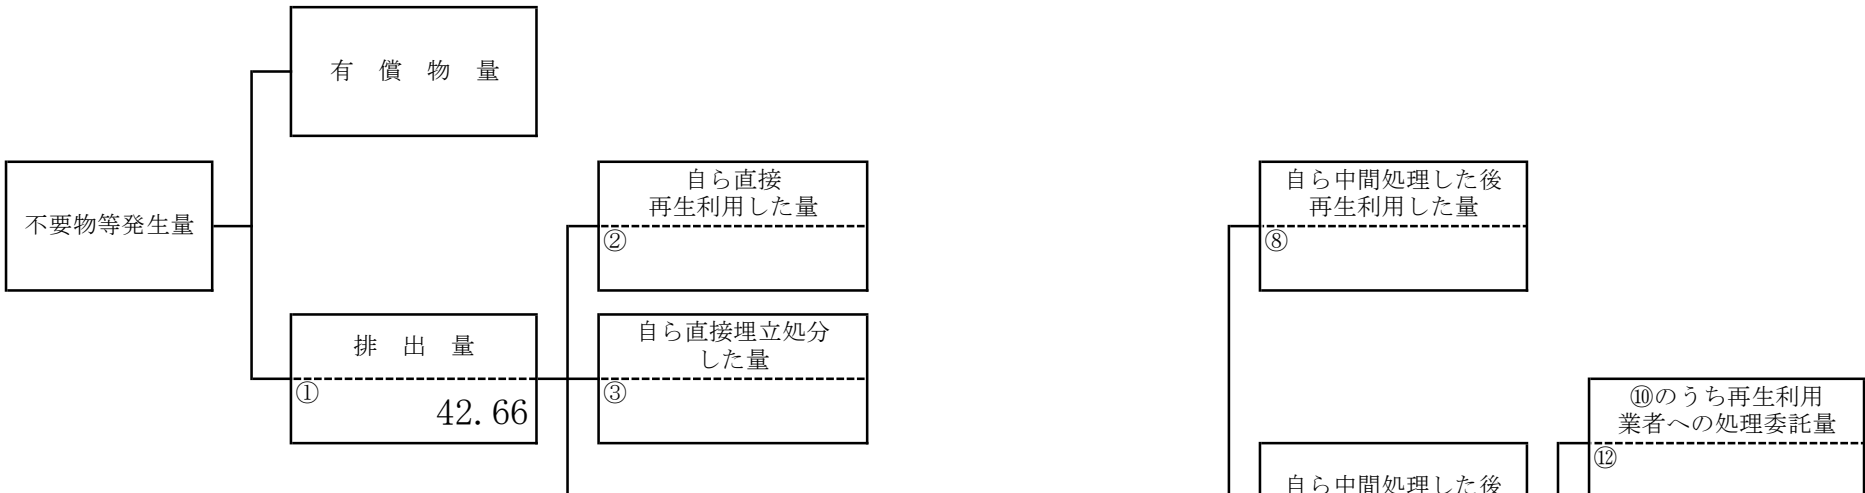 有　償　物　量
不要物等発生量
自ら直接
再生利用した量
②
自ら中間処理した後
再生利用した量
⑧
排　出　量
①
42.66
自ら直接埋立処分
した量
③
⑩のうち再生利用
業者への処理委託量
⑫
自ら中間処理した後